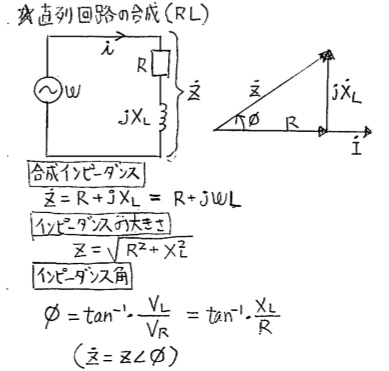 ☆直列回路の合成(RL)
i
R
ω
jXL
Ż
Ż
jẊL
φ
R
İ
合成インピーダンス
Ż = R + jXL = R + jωL
インピーダンスの大きさ
Z = √R² + XL²
インピーダンス角
φ = tan⁻¹・VL/VR = tan⁻¹・XL/R
(Ż = Z∠φ)